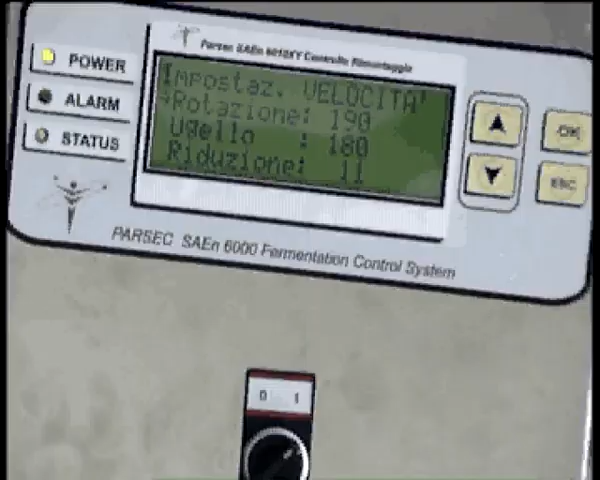 Parsec SAEn Controllo Rimontaggio
POWER
ALARM
STATUS
Impostaz. VELOCITA'
Rotazione: 190
Ugello : 180
Riduzione: 11
OK
ESC
PARSEC SAEn 6000 Fermentation Control System
0 1